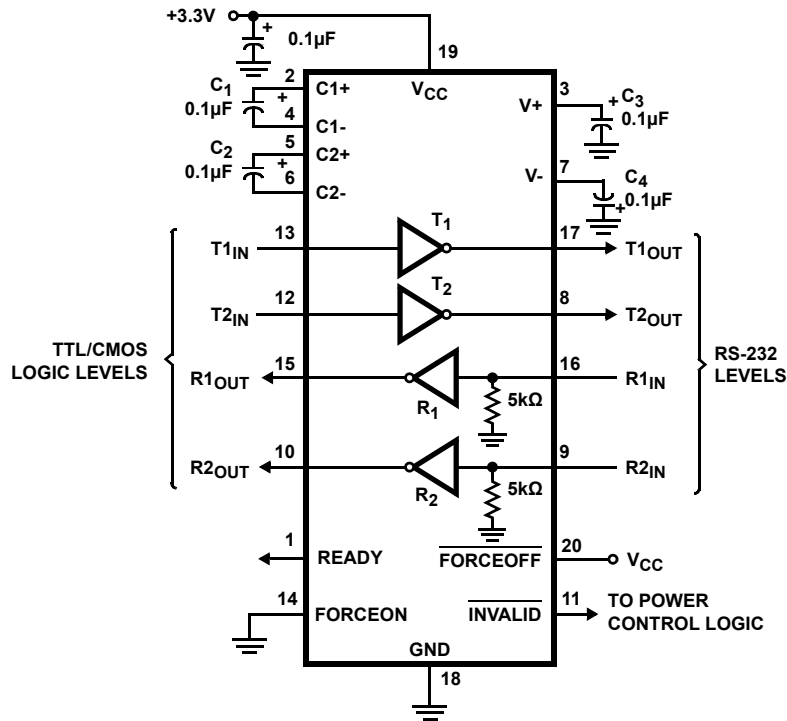 +3.3V
+
0.1µF
19
2
C1
0.1µF
+
C1+
VCC
3
V+
+
C3
0.1µF
4
C1-
5
C2
0.1µF
+
C2+
6
C2-
7
V-
C4
0.1µF
+
T1
T1IN
13
17
T1OUT
T2
T2IN
12
8
T2OUT
TTL/CMOS
LOGIC LEVELS
RS-232
LEVELS
R1OUT
15
16
R1IN
5kΩ
R1
R2OUT
10
9
R2IN
5kΩ
R2
1
READY
FORCEOFF
20
VCC
14
FORCEON
INVALID
11
TO POWER
CONTROL LOGIC
GND
18